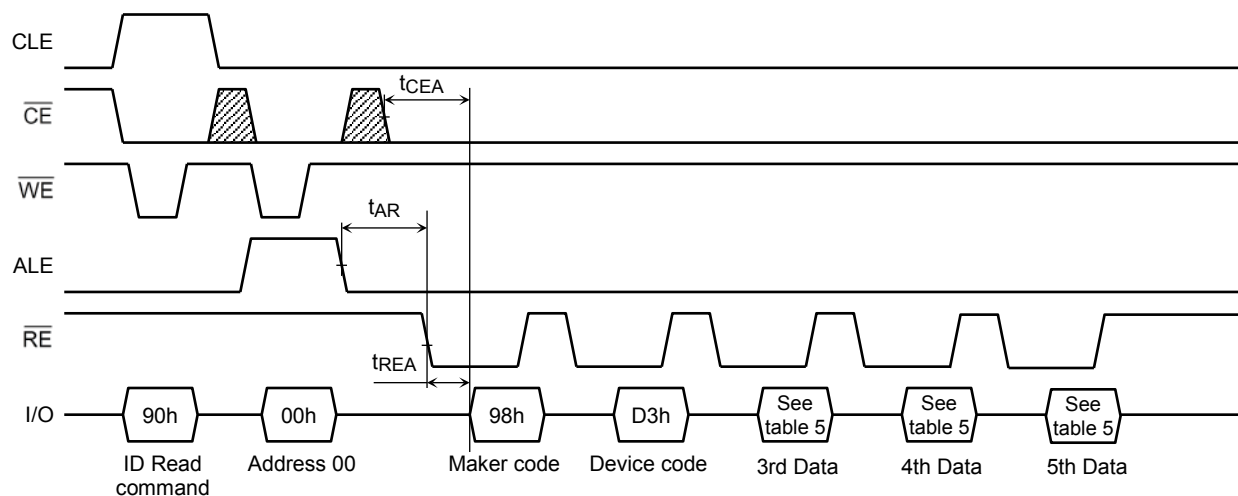 CLE
tCEA
CE
WE
tAR
ALE
RE
tREA
I/O
90h
00h
98h
D3h
See
table 5
See
table 5
See
table 5
ID Read
command
Address 00
Maker code
Device code
3rd Data
4th Data
5th Data